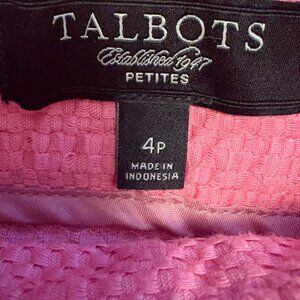 TALBOTS
Established 1947
PETITES
4P
MADE IN
INDONESIA